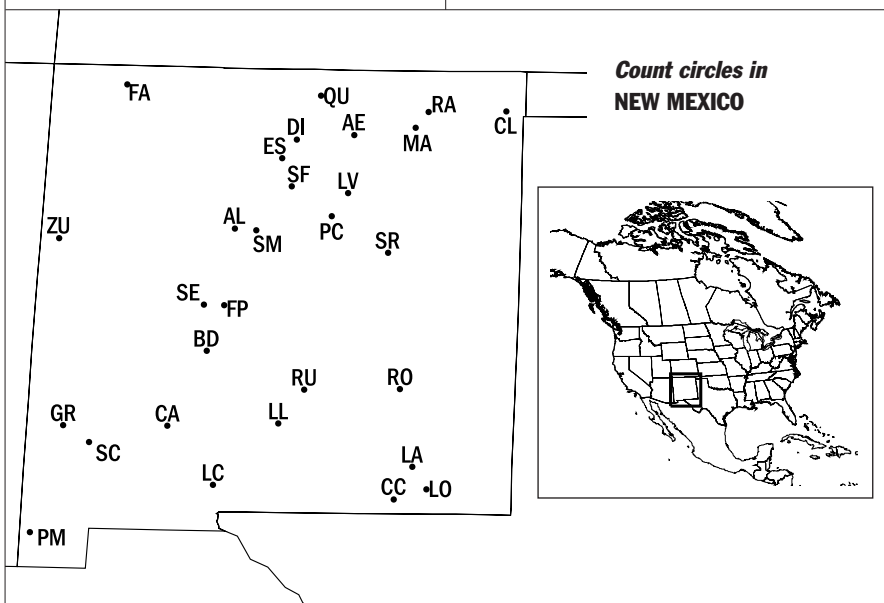 Count circles in
NEW MEXICO
FA
QU
RA
CL
DI
AE
MA
ES
SF
LV
ZU
AL
SM
PC
SR
SE
FP
BD
RU
RO
GR
CA
LL
SC
LA
LC
CC
LO
PM